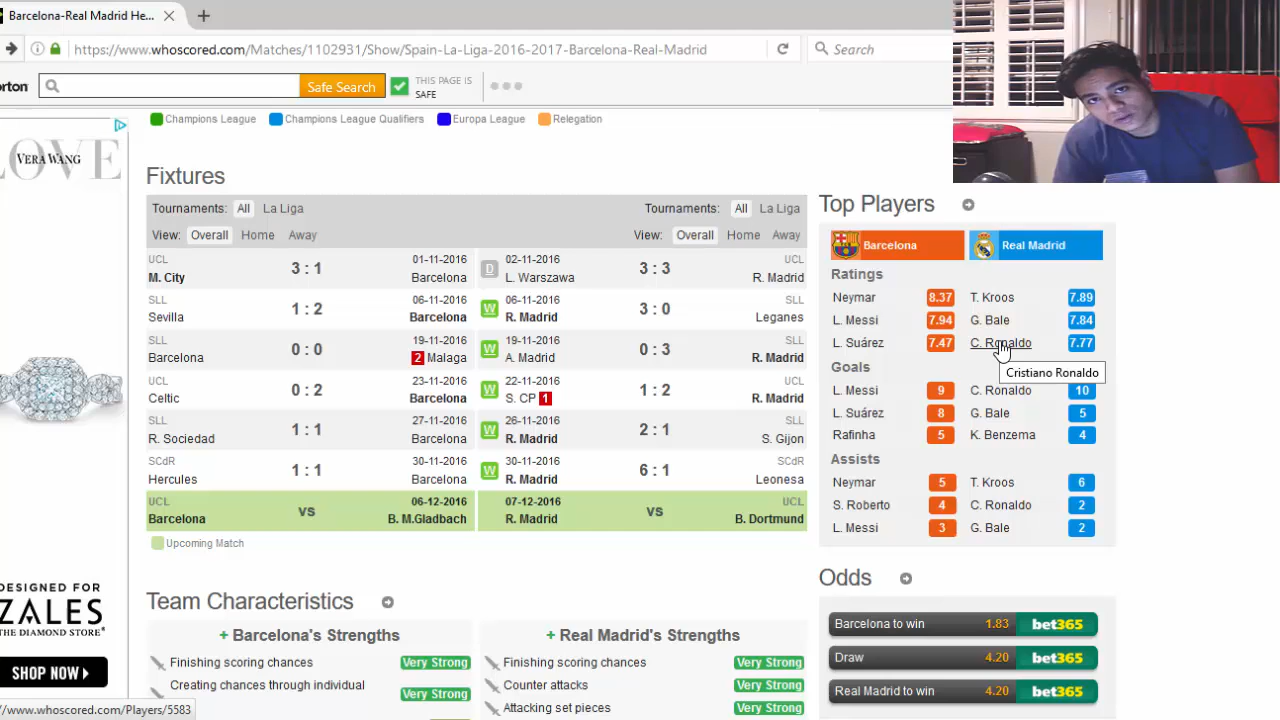 Barcelona-Real Madrid He...
https://www.whoscored.com/Matches/1102931/Show/Spain-La-Liga-2016-2017-Barcelona-Real-Madrid
Search
orton
Safe Search
THIS PAGE IS
SAFE
Champions League
Champions League Qualifiers
Europa League
Relegation
LOVE
VERA WANG
DESIGNED FOR
ZALES
THE DIAMOND STORE
SHOP NOW
Fixtures
Tournaments: All La Liga
Tournaments: All La Liga
View: Overall Home Away
View: Overall Home Away
UCL 01-11-2016
M. City 3 : 1 Barcelona
D 02-11-2016 UCL
L. Warszawa 3 : 3 R. Madrid
SLL 06-11-2016
Sevilla 1 : 2 Barcelona
W 06-11-2016 SLL
R. Madrid 3 : 0 Leganes
SLL 19-11-2016
Barcelona 0 : 0 2 Malaga
W 19-11-2016 SLL
A. Madrid 0 : 3 R. Madrid
UCL 23-11-2016
Celtic 0 : 2 Barcelona
W 22-11-2016 UCL
S. CP 1 1 : 2 R. Madrid
SLL 27-11-2016
R. Sociedad 1 : 1 Barcelona
W 26-11-2016 SLL
R. Madrid 2 : 1 S. Gijon
SCdR 30-11-2016
Hercules 1 : 1 Barcelona
W 30-11-2016 SCdR
R. Madrid 6 : 1 Leonesa
UCL 06-12-2016
Barcelona vs B. M.Gladbach
07-12-2016 UCL
R. Madrid vs B. Dortmund
Upcoming Match
Top Players
Barcelona Real Madrid
Ratings
Neymar 8.37 T. Kroos 7.89
L. Messi 7.94 G. Bale 7.84
L. Suárez 7.47 C. Ronaldo 7.77
Cristiano Ronaldo
Goals
L. Messi 9 C. Ronaldo 10
L. Suárez 8 G. Bale 5
Rafinha 5 K. Benzema 4
Assists
Neymar 5 T. Kroos 6
S. Roberto 4 C. Ronaldo 2
L. Messi 3 G. Bale 2
Odds
Barcelona to win 1.83 bet365
Draw 4.20 bet365
Real Madrid to win 4.20 bet365
Team Characteristics
+ Barcelona's Strengths
Finishing scoring chances Very Strong
Creating chances through individual Very Strong
+ Real Madrid's Strengths
Finishing scoring chances Very Strong
Counter attacks Very Strong
Attacking set pieces Very Strong
//www.whoscored.com/Players/5583